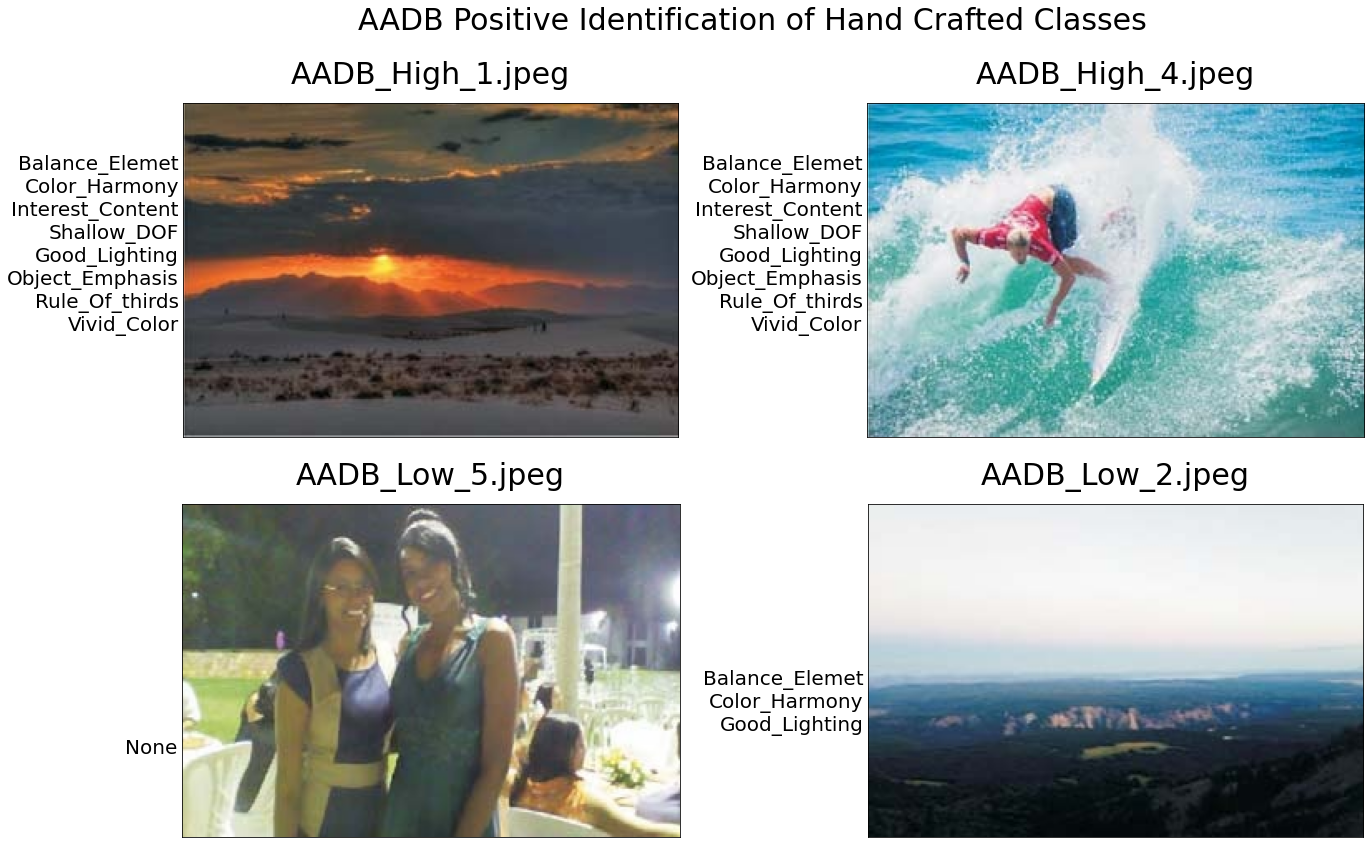 AADB Positive Identification of Hand Crafted Classes
AADB_High_1.jpeg
Balance_Elemet
Color_Harmony
Interest_Content
Shallow_DOF
Good_Lighting
Object_Emphasis
Rule_Of_thirds
Vivid_Color
AADB_High_4.jpeg
Balance_Elemet
Color_Harmony
Interest_Content
Shallow_DOF
Good_Lighting
Object_Emphasis
Rule_Of_thirds
Vivid_Color
AADB_Low_5.jpeg
None
AADB_Low_2.jpeg
Balance_Elemet
Color_Harmony
Good_Lighting